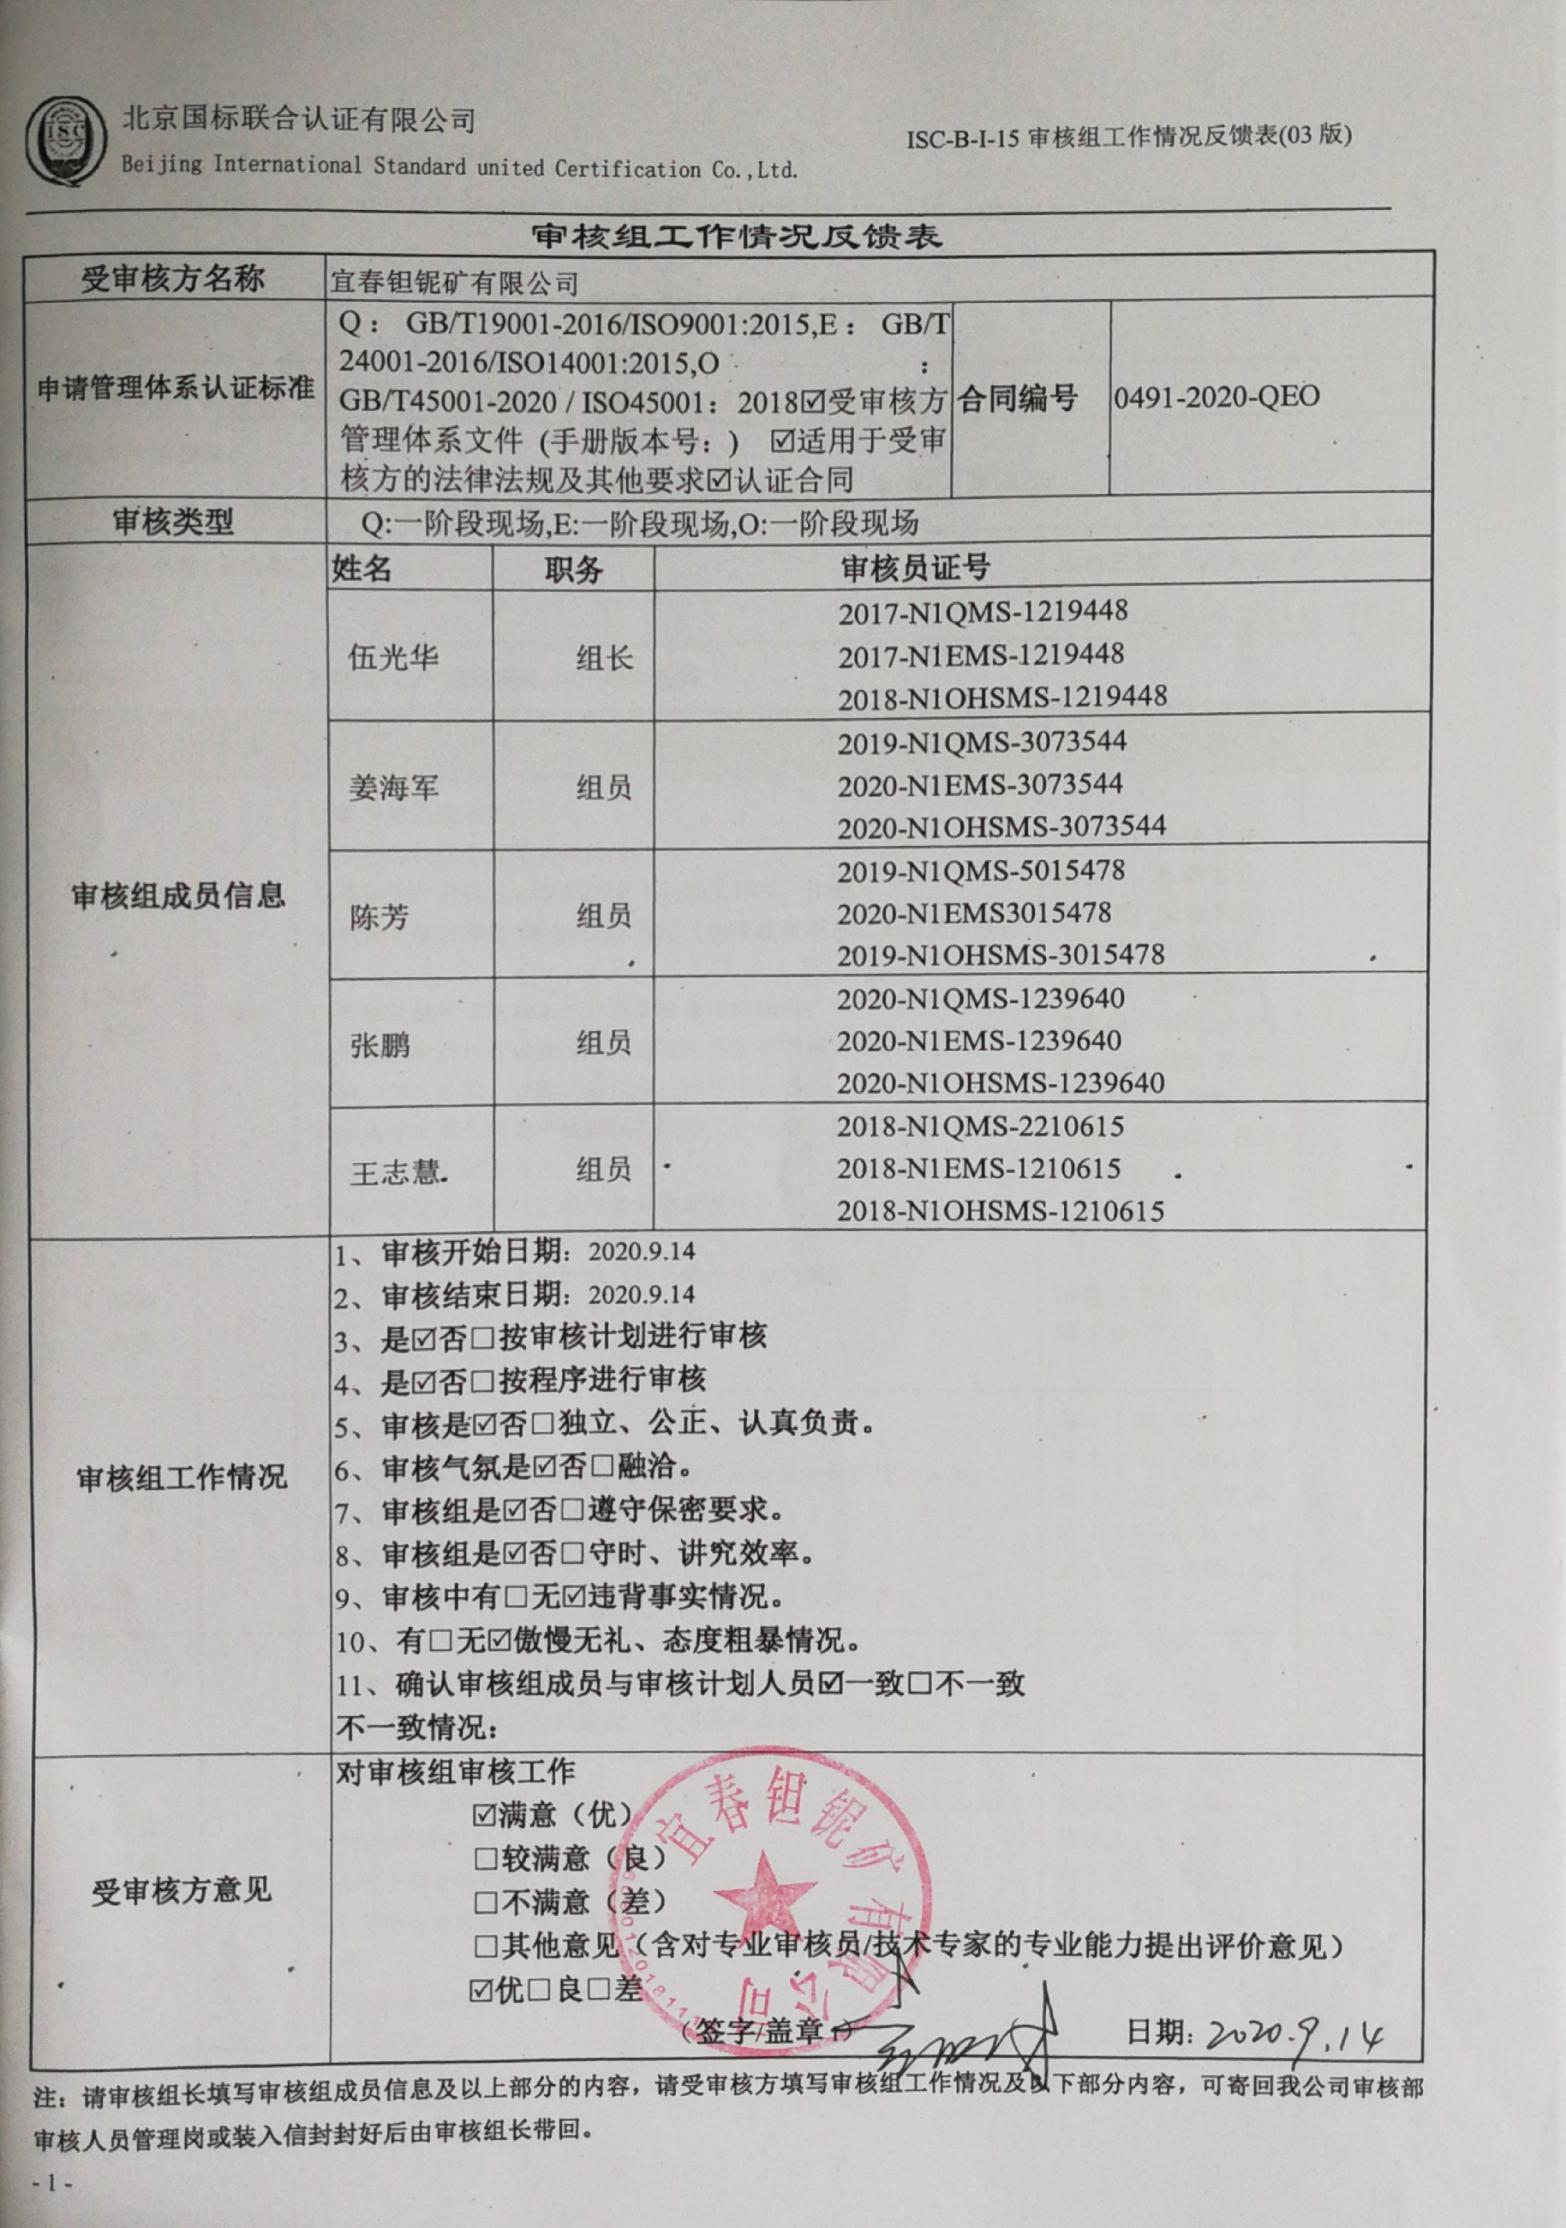 北京国标联合认证有限公司
Beijing International Standard united Certification Co.,Ltd.
ISC-B-I-15 审核组工作情况反馈表(03 版)
ISC
审核组工作情况反馈表
受审核方名称
宜春钽铌矿有限公司
申请管理体系认证标准
Q： GB/T19001-2016/ISO9001:2015,E： GB/T
24001-2016/ISO14001:2015,O ：
GB/T45001-2020 / ISO45001：2018☑受审核方
管理体系文件 (手册版本号：) ☑适用于受审
核方的法律法规及其他要求☑认证合同
合同编号
0491-2020-QEO
审核类型
Q:一阶段现场,E:一阶段现场,O:一阶段现场
审核组成员信息
姓名 职务 审核员证号
伍光华 组长
2017-N1QMS-1219448
2017-N1EMS-1219448
2018-N1OHSMS-1219448
姜海军 组员
2019-N1QMS-3073544
2020-N1EMS-3073544
2020-N1OHSMS-3073544
陈芳 组员
2019-N1QMS-5015478
2020-N1EMS3015478
2019-N1OHSMS-3015478
张鹏 组员
2020-N1QMS-1239640
2020-N1EMS-1239640
2020-N1OHSMS-1239640
王志慧 组员
2018-N1QMS-2210615
2018-N1EMS-1210615
2018-N1OHSMS-1210615
审核组工作情况
1、审核开始日期：2020.9.14
2、审核结束日期：2020.9.14
3、是☑否□按审核计划进行审核
4、是☑否□按程序进行审核
5、审核是☑否□独立、公正、认真负责。
6、审核气氛是☑否□融洽。
7、审核组是☑否□遵守保密要求。
8、审核组是☑否□守时、讲究效率。
9、审核中有□无☑违背事实情况。
10、有□无☑傲慢无礼、态度粗暴情况。
11、确认审核组成员与审核计划人员☑一致□不一致
不一致情况：
受审核方意见
对审核组审核工作
☑满意（优）
□较满意（良）
□不满意（差）
□其他意见（含对专业审核员/技术专家的专业能力提出评价意见）
☑优□良□差
宜春钽铌矿有限公司
（签字/盖章：）
日期: 2020.9.14
注：请审核组长填写审核组成员信息及以上部分的内容，请受审核方填写审核组工作情况及以下部分内容，可寄回我公司审核部
审核人员管理岗或装入信封封好后由审核组长带回。
- 1 -